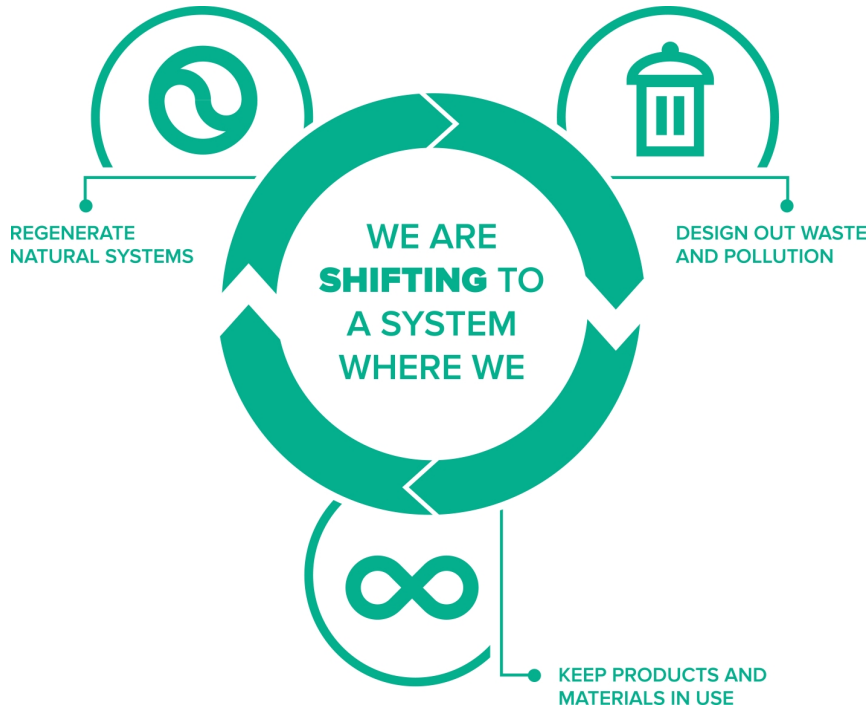 WE ARE
SHIFTING TO
A SYSTEM
WHERE WE
REGENERATE
NATURAL SYSTEMS
DESIGN OUT WASTE
AND POLLUTION
KEEP PRODUCTS AND
MATERIALS IN USE